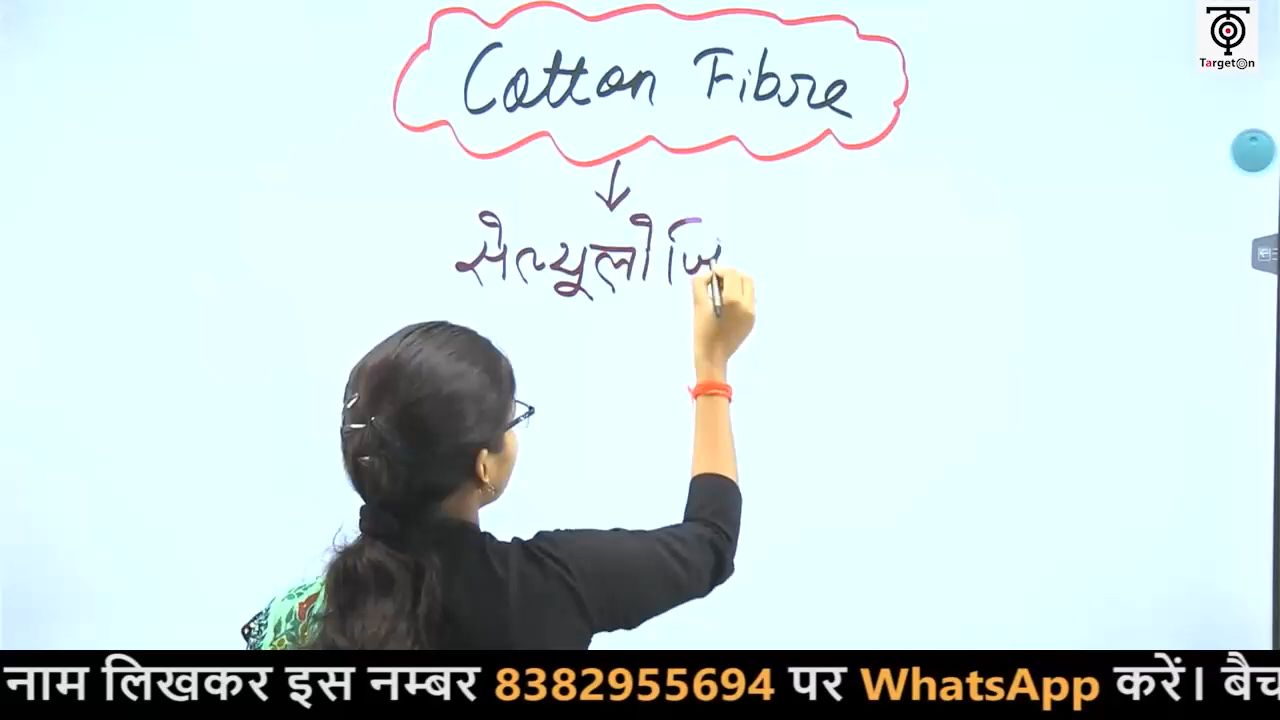 TargetOn
Cotton Fibre
सेल्यूलोजि
नाम लिखकर इस नम्बर 8382955694 पर WhatsApp करें। बैच